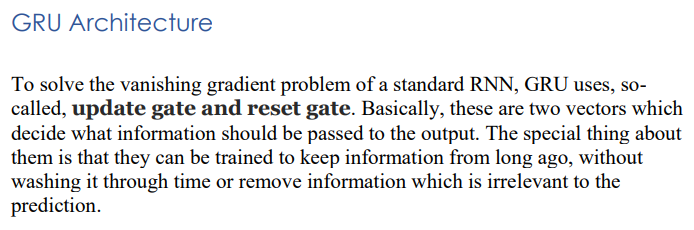 GRU Architecture
To solve the vanishing gradient problem of a standard RNN, GRU uses, so-
called, update gate and reset gate. Basically, these are two vectors which
decide what information should be passed to the output. The special thing about
them is that they can be trained to keep information from long ago, without
washing it through time or remove information which is irrelevant to the
prediction.